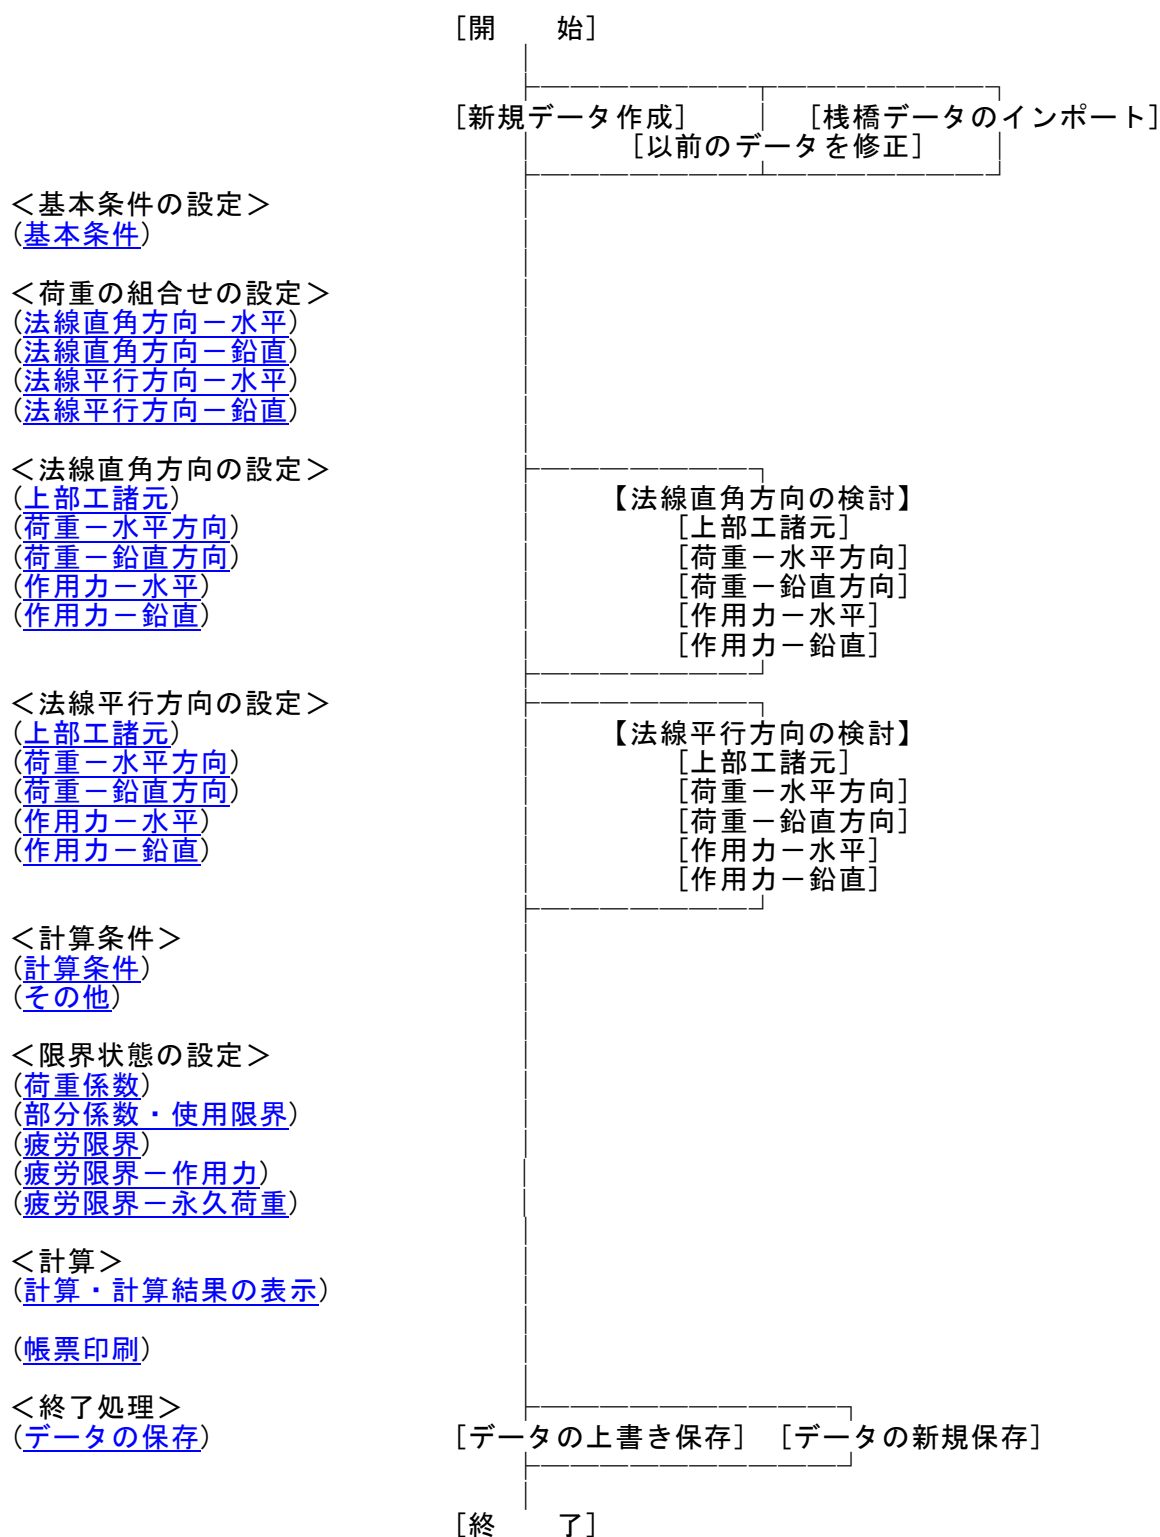 [開　　始]
[新規データ作成]　[桟橋データのインポート]
[以前のデータを修正]
＜基本条件の設定＞
(基本条件)
＜荷重の組合せの設定＞
(法線直角方向－水平)
(法線直角方向－鉛直)
(法線平行方向－水平)
(法線平行方向－鉛直)
＜法線直角方向の設定＞
(上部工諸元)　【法線直角方向の検討】
(荷重－水平方向)　[上部工諸元]
(荷重－鉛直方向)　[荷重－水平方向]
(作用力－水平)　[荷重－鉛直方向]
(作用力－鉛直)　[作用力－水平]
[作用力－鉛直]
＜法線平行方向の設定＞
(上部工諸元)　【法線平行方向の検討】
(荷重－水平方向)　[上部工諸元]
(荷重－鉛直方向)　[荷重－水平方向]
(作用力－水平)　[荷重－鉛直方向]
(作用力－鉛直)　[作用力－水平]
[作用力－鉛直]
＜計算条件＞
(計算条件)
(その他)
＜限界状態の設定＞
(荷重係数)
(部分係数・使用限界)
(疲労限界)
(疲労限界－作用力)
(疲労限界－永久荷重)
＜計算＞
(計算・計算結果の表示)
(帳票印刷)
＜終了処理＞
(データの保存)　[データの上書き保存]　[データの新規保存]
[終　　了]